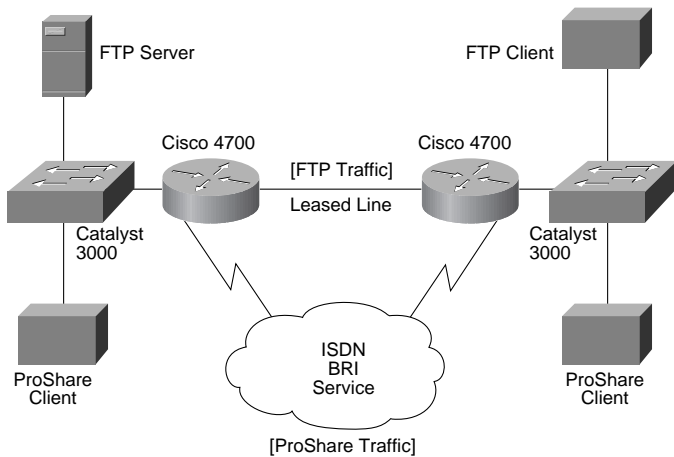 FTP Server
FTP Client
Cisco 4700
Cisco 4700
[FTP Traffic]
Leased Line
Catalyst
3000
Catalyst
3000
ISDN
BRI
Service
ProShare
Client
ProShare
Client
[ProShare Traffic]